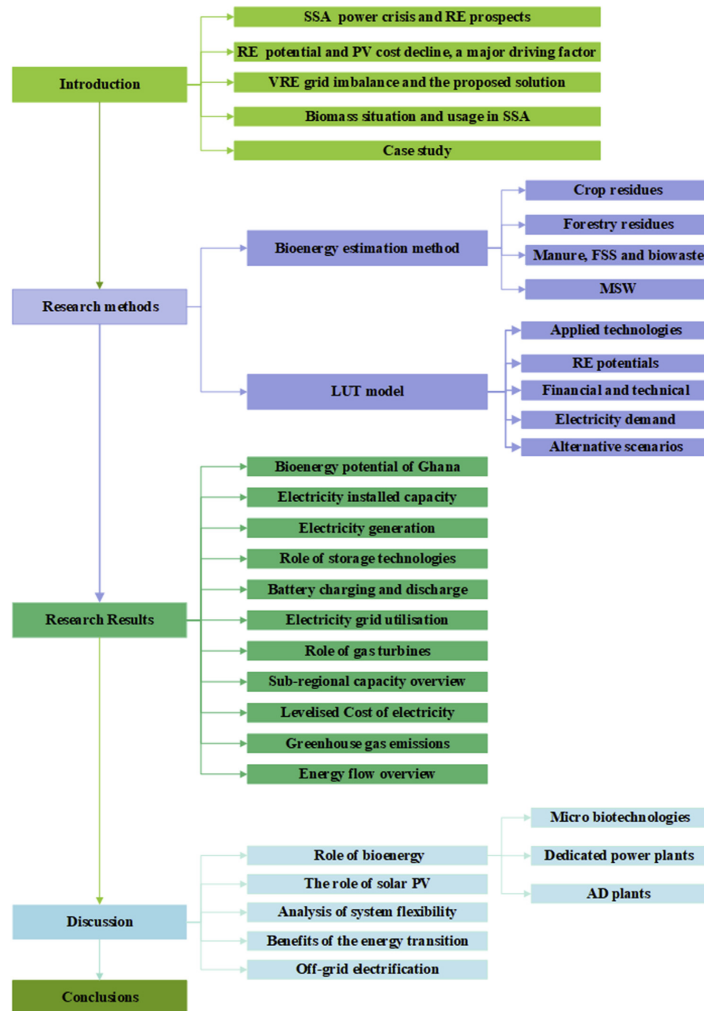 SSA power crisis and RE prospects
RE potential and PV cost decline, a major driving factor
Introduction
VRE grid imbalance and the proposed solution
Biomass situation and usage in SSA
Case study
Crop residues
Forestry residues
Bioenergy estimation method
Manure, FSS and biowaste
MSW
Research methods
Applied technologies
RE potentials
LUT model
Financial and technical
Electricity demand
Alternative scenarios
Bioenergy potential of Ghana
Electricity installed capacity
Electricity generation
Role of storage technologies
Battery charging and discharge
Research Results
Electricity grid utilisation
Role of gas turbines
Sub-regional capacity overview
Levelised Cost of electricity
Greenhouse gas emissions
Energy flow overview
Micro biotechnologies
Role of bioenergy
Dedicated power plants
The role of solar PV
AD plants
Discussion
Analysis of system flexibility
Benefits of the energy transition
Off-grid electrification
Conclusions